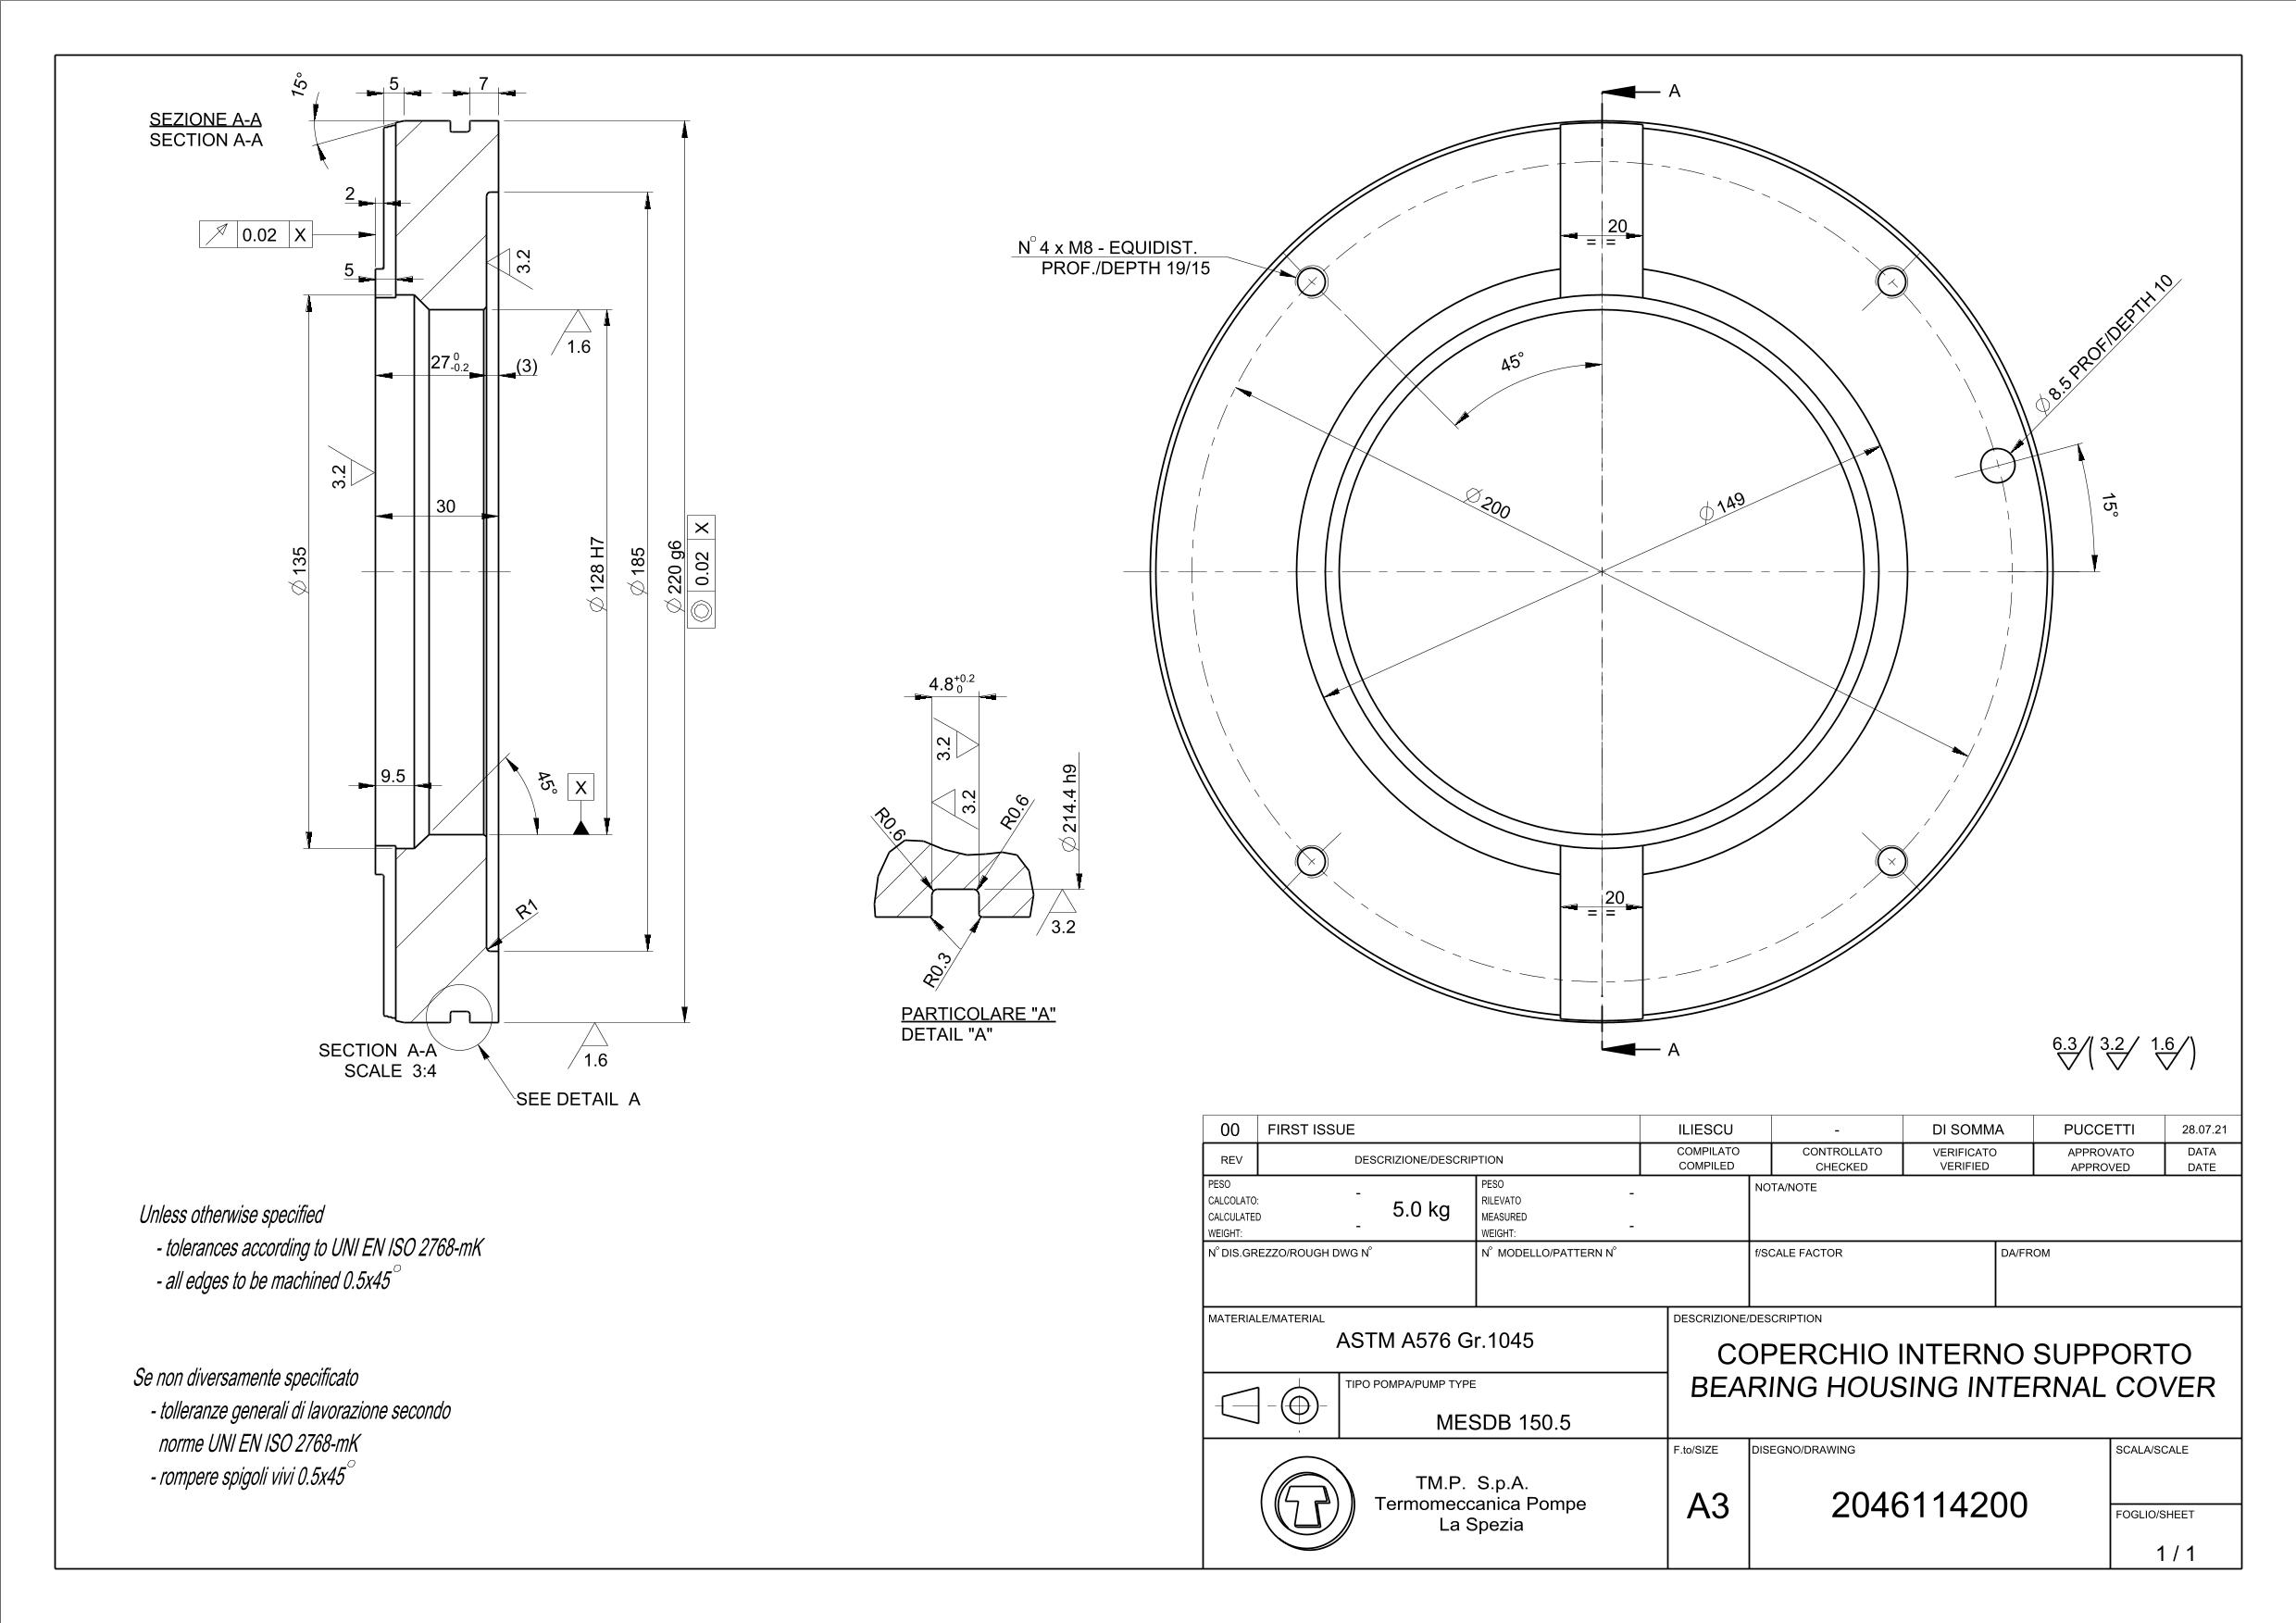 SEZIONE A-A
SECTION A-A
15°
5
7
2
0.02 X
5
3.2
1.6
27 0 -0.2
(3)
3.2
30
⌀ 135
⌀ 128 H7
⌀ 185
⌀ 220 g6
0.02 X
9.5
45°
X
R1
1.6
SECTION A-A
SCALE 3:4
SEE DETAIL A
4.8 +0.2 0
3.2
3.2
R0.6
R0.6
⌀ 214.4 h9
3.2
R0.3
PARTICOLARE "A"
DETAIL "A"
A
N° 4 x M8 - EQUIDIST.
PROF./DEPTH 19/15
20
= =
45°
⌀ 8.5 PROF/DEPTH 10
15°
⌀ 200
⌀ 149
20
= =
A
6.3 ( 3.2 1.6 )
Unless otherwise specified
- tolerances according to UNI EN ISO 2768-mK
- all edges to be machined 0.5x45°
Se non diversamente specificato
- tolleranze generali di lavorazione secondo
norme UNI EN ISO 2768-mK
- rompere spigoli vivi 0.5x45°
00 FIRST ISSUE ILIESCU - DI SOMMA PUCCETTI 28.07.21
REV DESCRIZIONE/DESCRIPTION COMPILATO CONTROLLATO VERIFICATO APPROVATO DATA
COMPILED CHECKED VERIFIED APPROVED DATE
PESO
CALCOLATO: -
CALCULATED
WEIGHT: -
5.0 kg
PESO
RILEVATO -
MEASURED
WEIGHT: -
NOTA/NOTE
N° DIS.GREZZO/ROUGH DWG N°
N° MODELLO/PATTERN N°
f/SCALE FACTOR
DA/FROM
MATERIALE/MATERIAL
ASTM A576 Gr.1045
DESCRIZIONE/DESCRIPTION
COPERCHIO INTERNO SUPPORTO
BEARING HOUSING INTERNAL COVER
TIPO POMPA/PUMP TYPE
MESDB 150.5
TM.P. S.p.A.
Termomeccanica Pompe
La Spezia
F.to/SIZE
A3
DISEGNO/DRAWING
2046114200
SCALA/SCALE
FOGLIO/SHEET
1 / 1